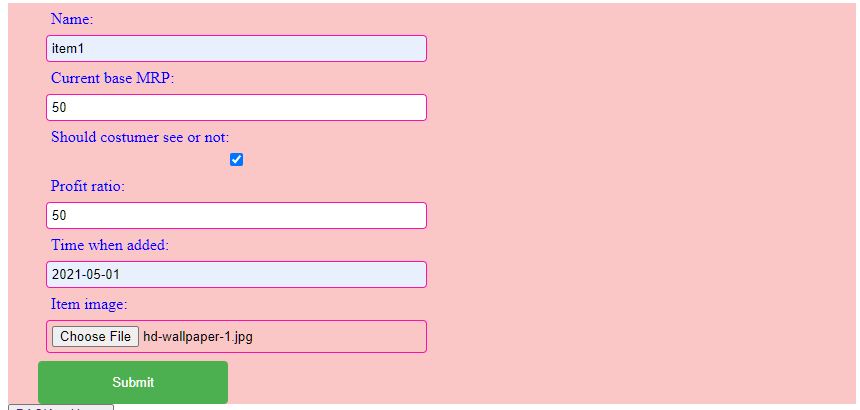 Name:
item1
Current base MRP:
50
Should costumer see or not:
Profit ratio:
50
Time when added:
2021-05-01
Item image:
Choose File hd-wallpaper-1.jpg
Submit